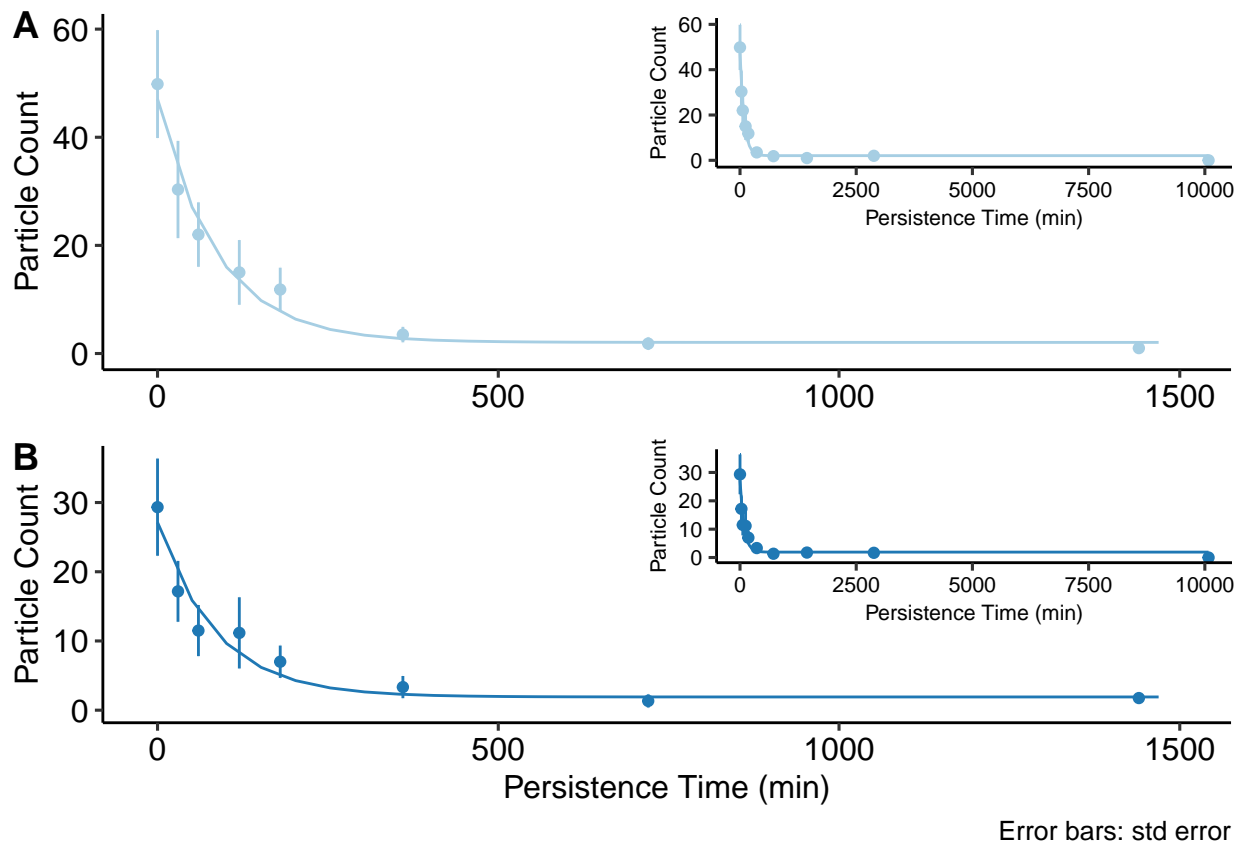 A
Particle Count
60
40
20
0
0 500 1000 1500
Particle Count
60
40
20
0
0 2500 5000 7500 10000
Persistence Time (min)
B
Particle Count
30
20
10
0
0 500 1000 1500
Persistence Time (min)
Particle Count
30
20
10
0
0 2500 5000 7500 10000
Persistence Time (min)
Error bars: std error